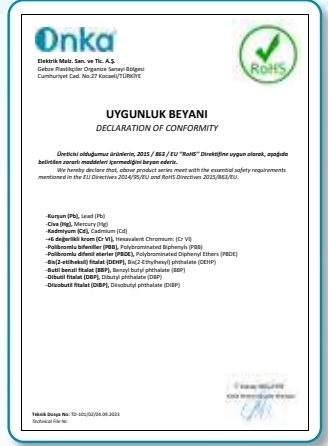 Onka
Elektrik Malz. San. ve Tic. A.Ş.
Gebze Plastikçiler Organize Sanayi Bölgesi
Cumhuriyet Cad. No:27 Kocaeli/TÜRKİYE
RoHS
UYGUNLUK BEYANI
DECLARATION OF CONFORMITY
Üreticisi olduğumuz ürünlerin, 2015 / 863 / EU "RoHS" Direktifine uygun olarak, aşağıda
belirtilen zararlı maddeleri içermediğini beyan ederiz.
We hereby declare that, above product series meet with the essential safety requirements
mentioned in the EU Directives 2014/95/EU and RoHS Directives 2015/863/EU.
-Kurşun (Pb), Lead (Pb)
-Civa (Hg), Mercury (Hg)
-Kadmiyum (Cd), Cadmium (Cd)
-+6 değerlikli krom (Cr VI), Hexavalent Chromium: (Cr VI)
-Polibromlu bifeniller (PBB), Polybrominated Biphenyls (PBB)
-Polibromlu difenil eterler (PBDE), Polybrominated Diphenyl Ethers (PBDE)
-Bis(2-etilheksil) fitalat (DEHP), Bis(2-Ethylhexyl) phthalate (DEHP)
-Butil benzil fitalat (BBP), Benzyl butyl phthalate (BBP)
-Dibutil fitalat (DBP), Dibutyl phthalate (DBP)
-Diizobutil fitalat (DIBP), Diisobutyl phthalate (DIBP)
Teknik Dosya No: TD-101/02/04.09.2023
Technical File Nr.